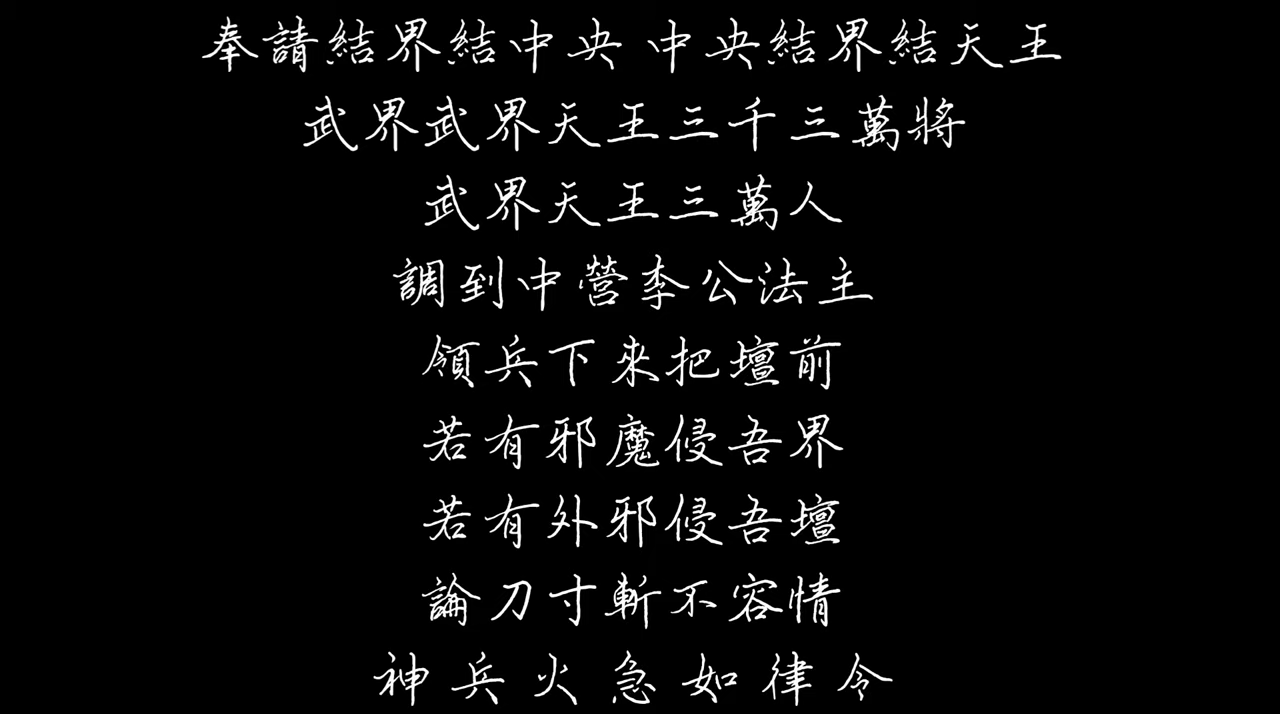 奉請結界結中央 中央結界結天王
武界武界天王三千三萬將
武界天王三萬人
調到中營李公法主
領兵下來把壇前
若有邪魔侵吾界
若有外邪侵吾壇
論刀寸斬不容情
神兵火急如律令